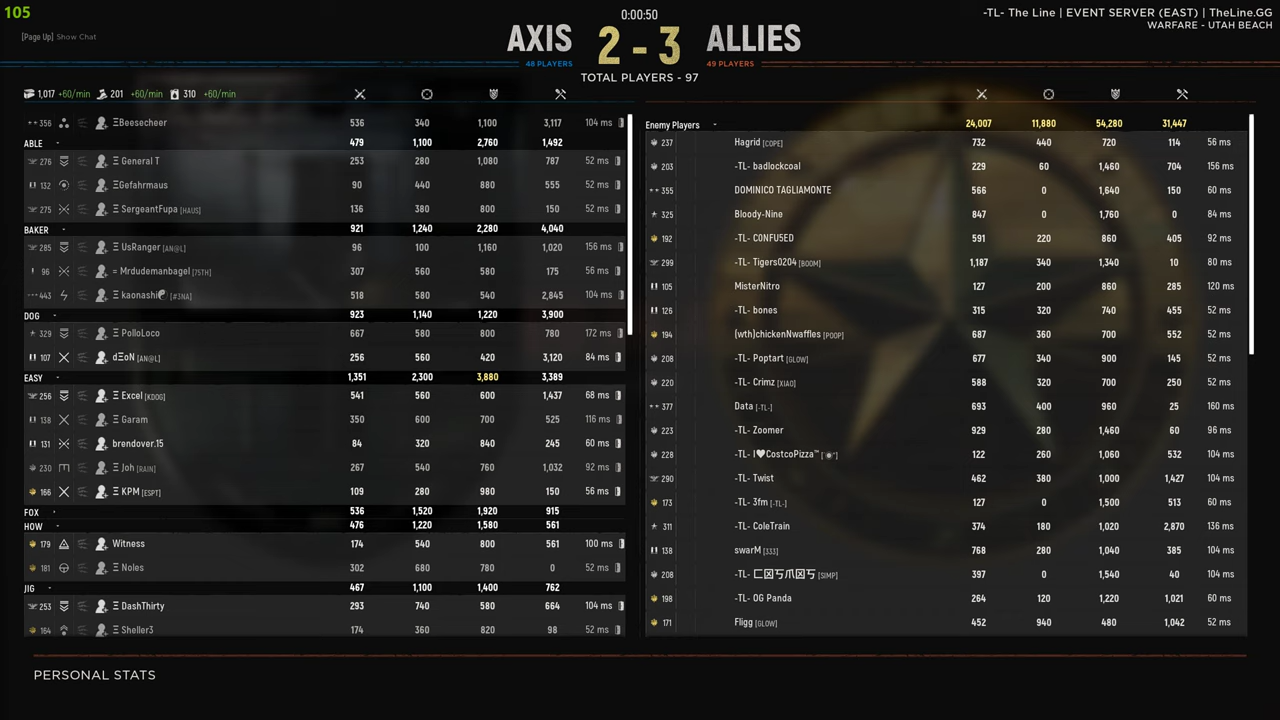 105
[Page Up] Show Chat
0:00:50
AXIS 2 - 3 ALLIES
48 PLAYERS
49 PLAYERS
TOTAL PLAYERS - 97
-TL- The Line | EVENT SERVER (EAST) | TheLine.GG
WARFARE - UTAH BEACH
1,017 +60/min 201 +60/min 310 +60/min
356 ΞBeesecheer 536 340 1,100 3,117 104 ms
ABLE - 479 1,100 2,760 1,492
276 Ξ General T 253 280 1,080 787 52 ms
132 ΞGefahrmaus 90 440 880 555 52 ms
275 Ξ SergeantFupa [HAUS] 136 380 800 150 52 ms
BAKER - 921 1,240 2,280 4,040
285 Ξ UsRanger [AN@L] 96 100 1,160 1,020 156 ms
96 = Mrdudemanbagel [75TH] 307 560 580 175 56 ms
443 Ξ kaonashi [#3NA] 518 580 540 2,845 104 ms
DOG - 923 1,140 1,220 3,900
329 Ξ PolloLoco 667 580 800 780 172 ms
107 dΞoN [AN@L] 256 560 420 3,120 84 ms
EASY - 1,351 2,300 3,880 3,389
256 Ξ Excel [KDOG] 541 560 600 1,437 68 ms
138 Ξ Garam 350 600 700 525 116 ms
131 brendover.15 84 320 840 245 60 ms
230 Ξ Joh [RAIN] 267 540 760 1,032 92 ms
166 Ξ KPM [ESPT] 109 280 980 150 56 ms
FOX - 536 1,520 1,920 915
HOW - 476 1,220 1,580 561
179 Witness 174 540 800 561 100 ms
181 Ξ Noles 302 680 780 0 52 ms
JIG - 467 1,100 1,400 762
253 Ξ DashThirty 293 740 580 664 104 ms
164 Ξ Sheller3 174 360 820 98 52 ms
Enemy Players - 24,007 11,880 54,280 31,447
237 Hagrid [COPE] 732 440 720 114 56 ms
203 -TL- badlockcoal 229 60 1,460 704 156 ms
355 DOMINICO TAGLIAMONTE 566 0 1,640 150 60 ms
325 Bloody-Nine 847 0 1,760 0 84 ms
192 -TL- C0NFU5ED 591 220 860 405 92 ms
299 -TL- Tigers0204 [BOOM] 1,187 340 1,340 10 80 ms
105 MisterNitro 127 200 860 285 120 ms
126 -TL- bones 315 320 740 455 52 ms
194 (wth)chickenNwaffles [POOP] 687 360 700 552 52 ms
208 -TL- Poptart [GLOW] 677 340 900 145 52 ms
220 -TL- Crimz [XIAO] 588 320 700 250 52 ms
377 Data [-TL-] 693 400 960 25 160 ms
223 -TL- Zoomer 929 280 1,460 60 96 ms
228 -TL- I♥CostcoPizza™ 122 260 1,060 532 104 ms
290 -TL- Twist 462 380 1,000 1,427 104 ms
173 -TL- 3fm [-TL-] 127 0 1,500 513 60 ms
311 -TL- ColeTrain 374 180 1,020 2,870 136 ms
138 swarM [333] 768 280 1,040 385 104 ms
208 -TL- [SIMP] 397 0 1,540 40 104 ms
198 -TL- OG Panda 264 120 1,220 1,021 60 ms
171 Fligg [GLOW] 452 940 480 1,042 52 ms
PERSONAL STATS